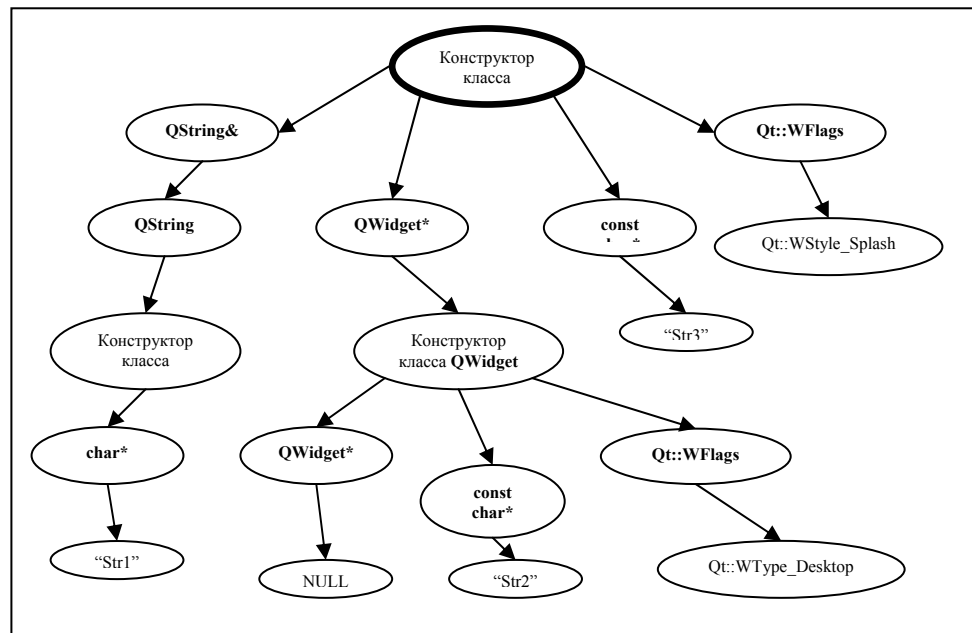 Конструктор
класса
QString&
Qt::WFlags
QString
QWidget*
const
Qt::WStyle_Splash
Конструктор
класса
Конструктор
класса QWidget
“Str3”
char*
QWidget*
Qt::WFlags
const
char*
“Str1”
NULL
“Str2”
Qt::WType_Desktop